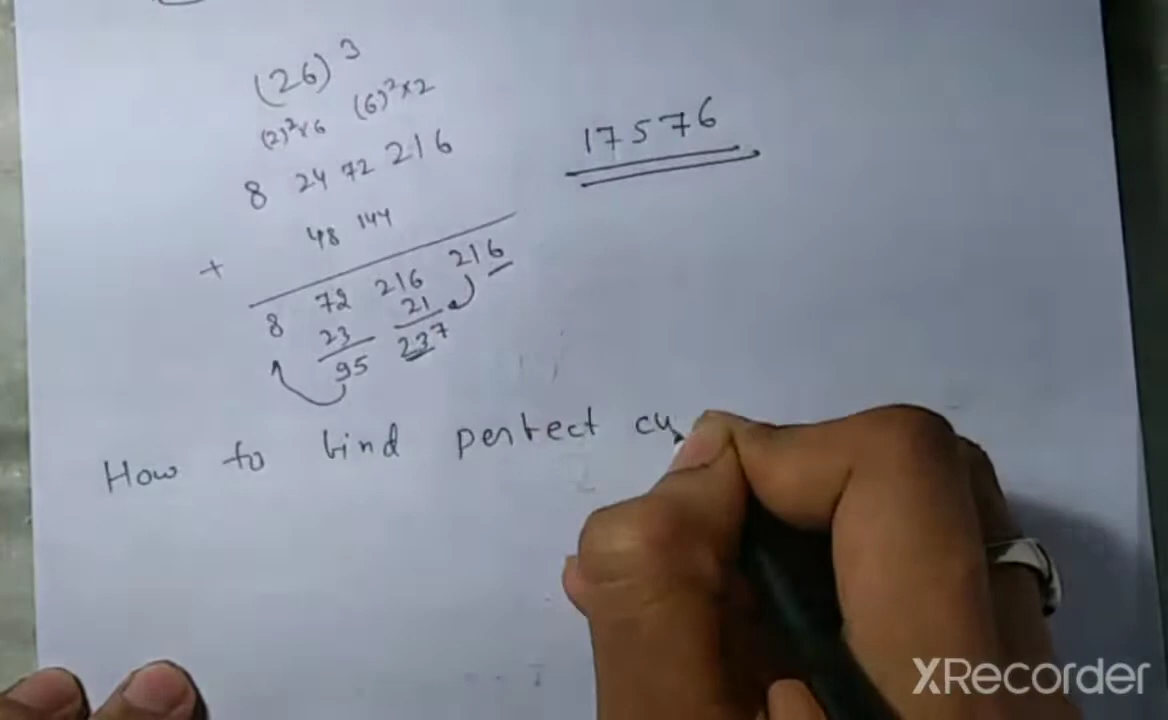 (26)³
(2)²×6 (6)²×2
8 24 72 216
+ 48 144
8 72 216 216
23 21
95 237
17576
How to find perfect cu
XRecorder